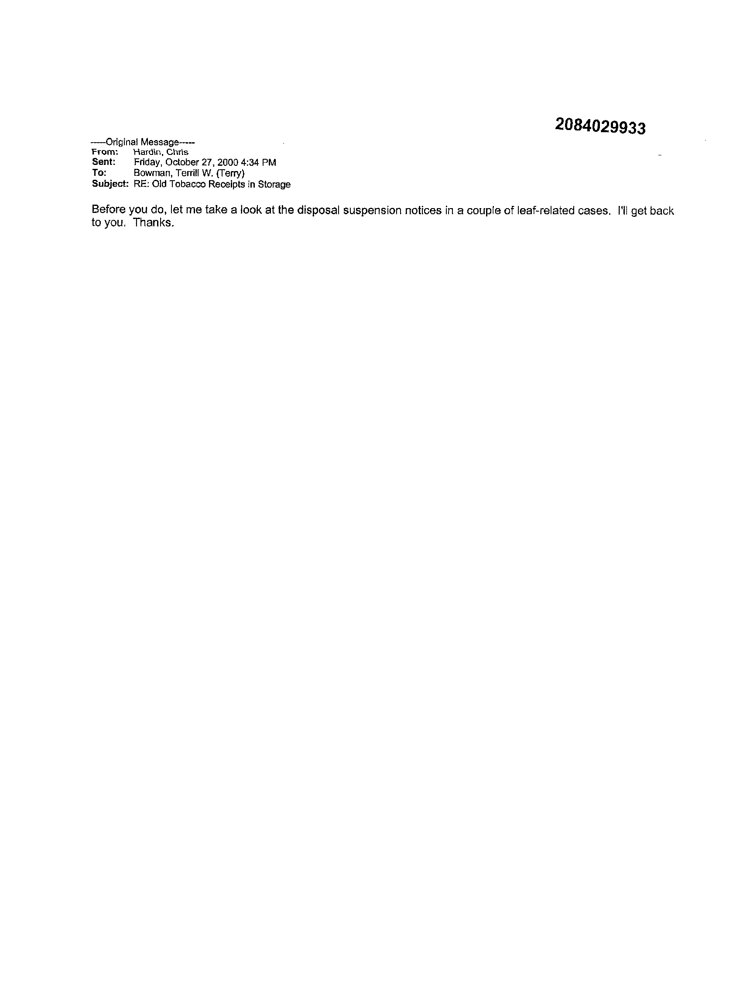 2084029933
-----Original Message-----
From: Hardin, Chris
Sent: Friday, October 27, 2000 4:34 PM
To: Bowman, Terrill W. (Terry)
Subject: RE: Old Tobacco Receipts in Storage
Before you do, let me take a look at the disposal suspension notices in a couple of leaf-related cases. I'll get back
to you. Thanks.